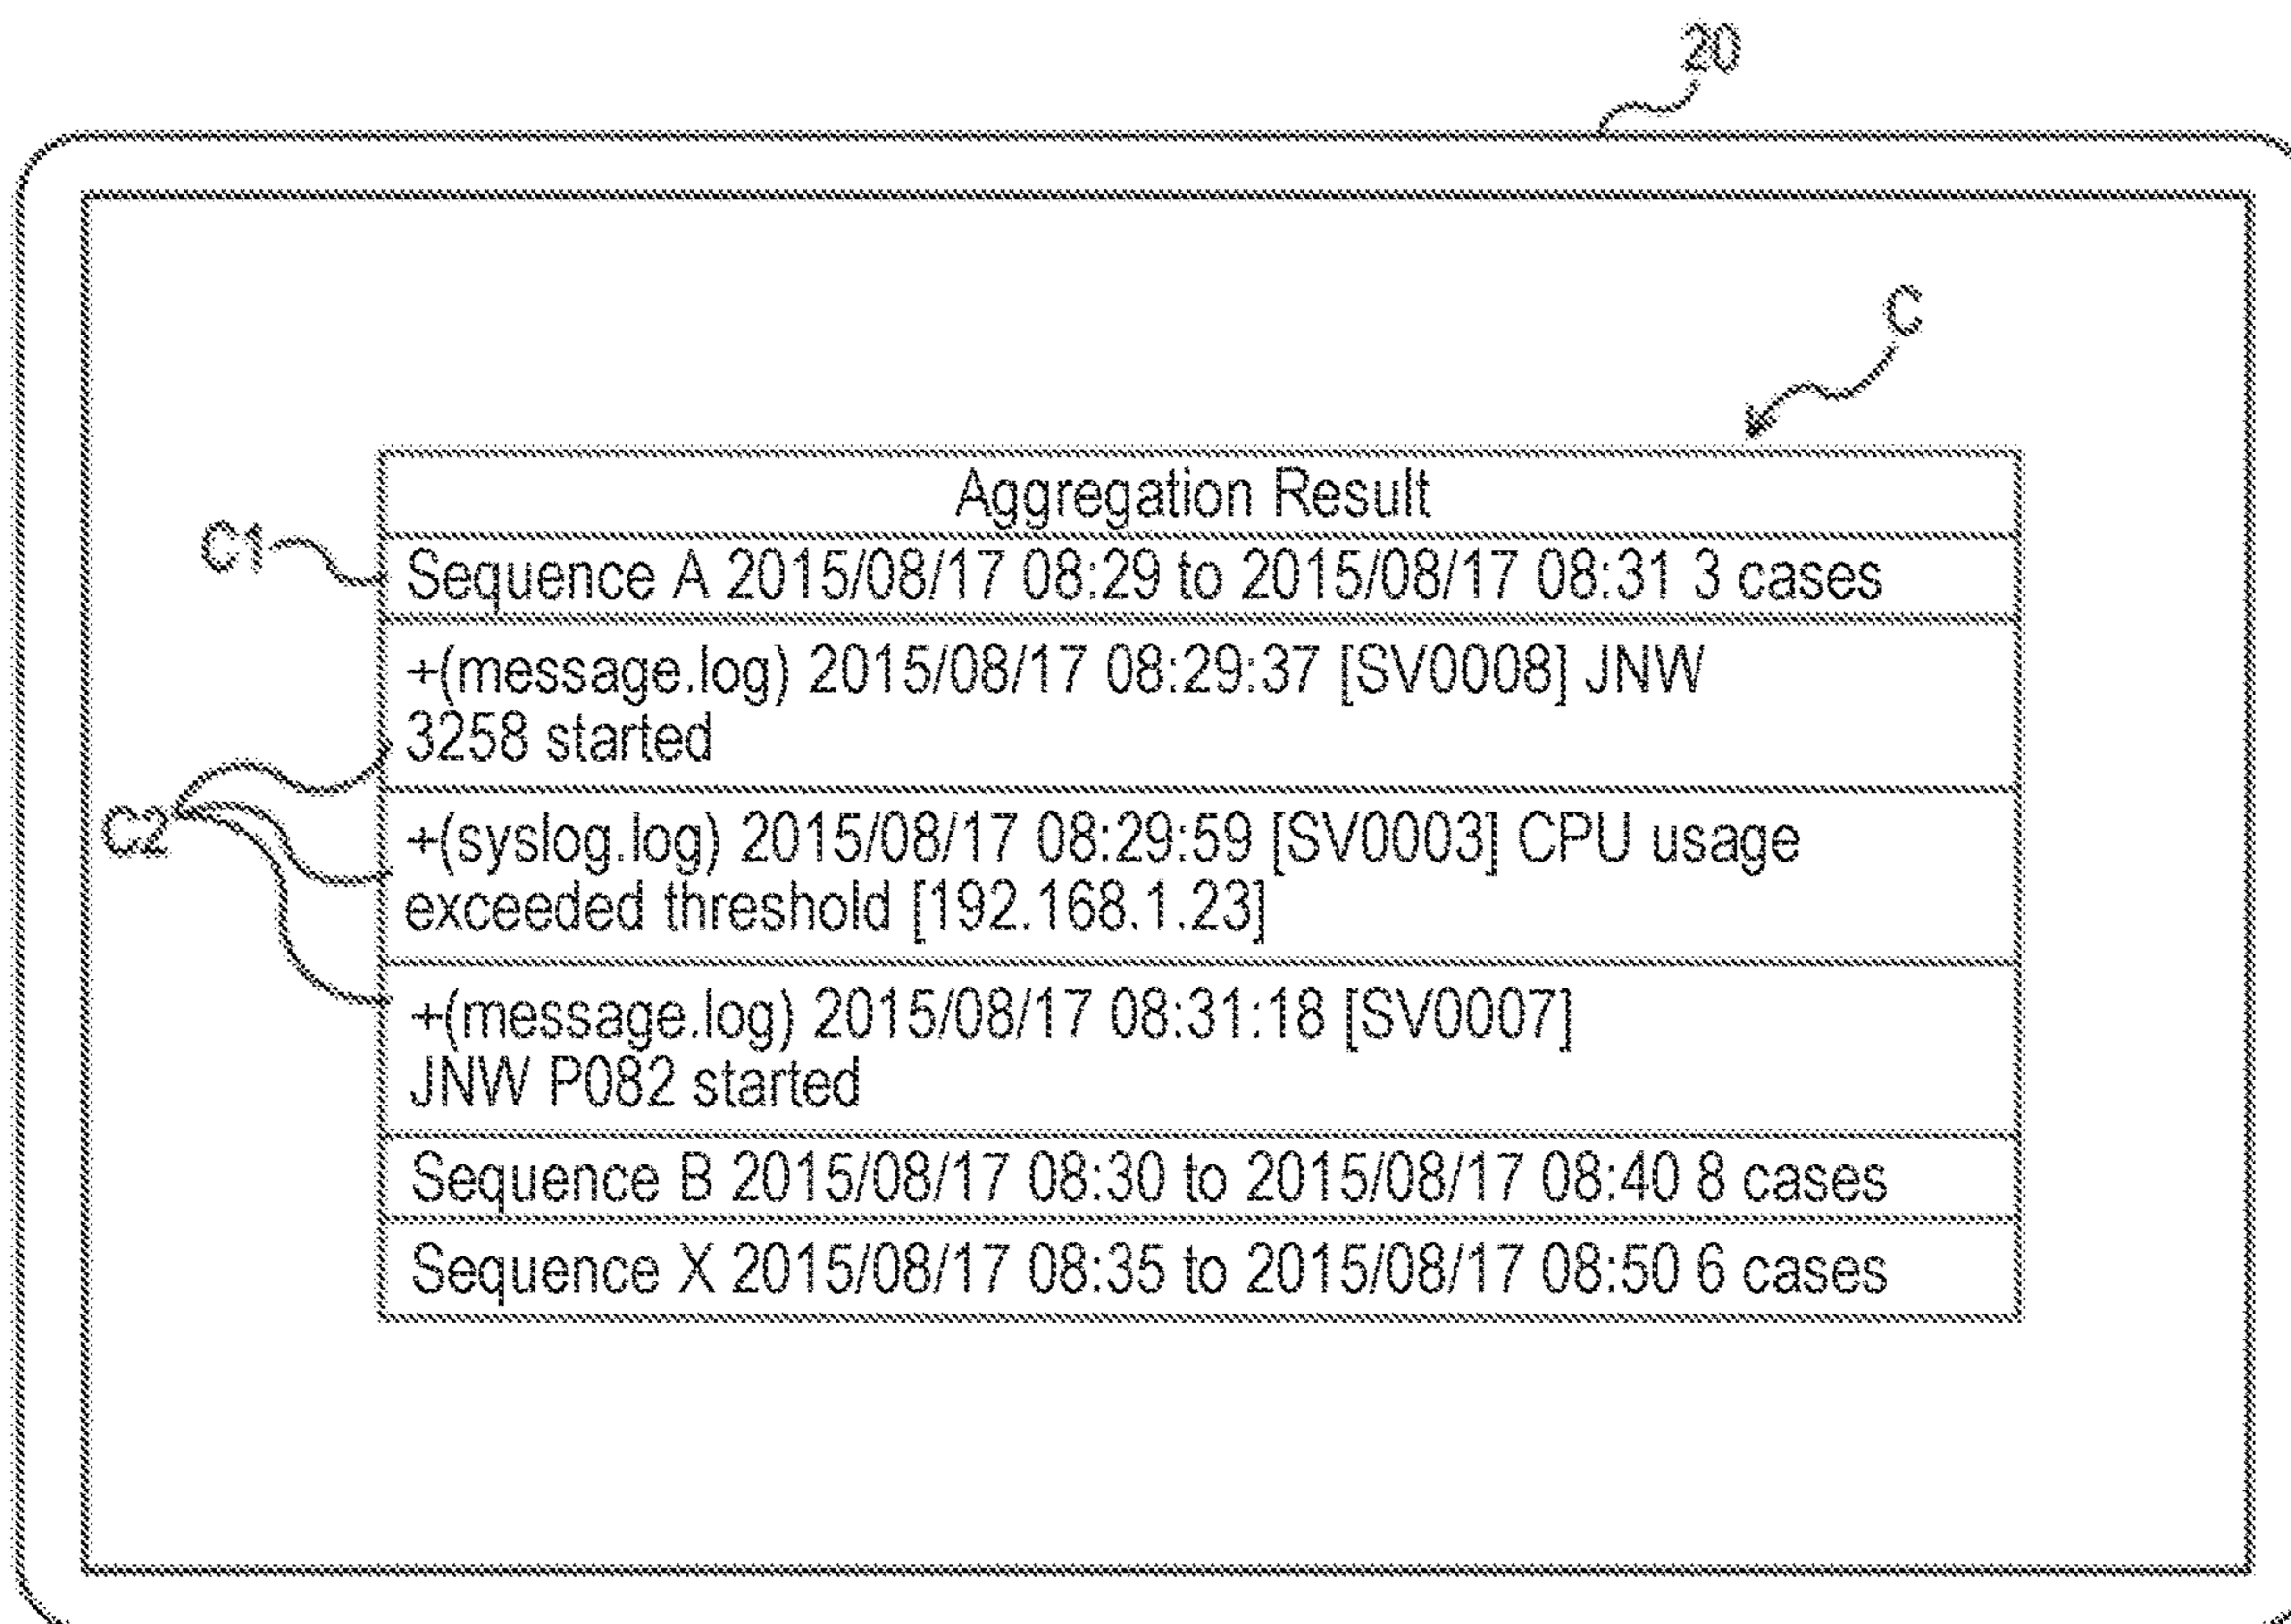 20
C
Aggregation Result
C1
Sequence A 2015/08/17 08:29 to 2015/08/17 08:31 3 cases
+(message.log) 2015/08/17 08:29:37 [SV0008] JNW
3258 started
C2
+(syslog.log) 2015/08/17 08:29:59 [SV0003] CPU usage
exceeded threshold [192.168.1.23]
+(message.log) 2015/08/17 08:31:18 [SV0007]
JNW P082 started
Sequence B 2015/08/17 08:30 to 2015/08/17 08:40 8 cases
Sequence X 2015/08/17 08:35 to 2015/08/17 08:50 6 cases